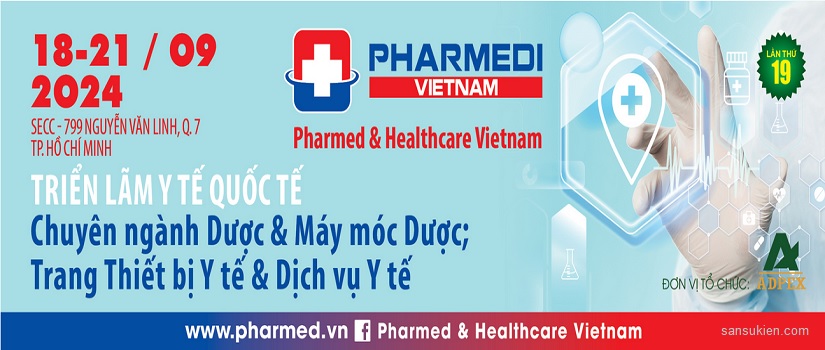 18-21 / 09
2024
SECC - 799 NGUYỄN VĂN LINH, Q. 7
TP. HỒ CHÍ MINH
PHARMEDI
VIETNAM
Pharmed & Healthcare Vietnam
LẦN THỨ
19
TRIỂN LÃM Y TẾ QUỐC TẾ
Chuyên ngành Dược & Máy móc Dược;
Trang Thiết bị Y tế & Dịch vụ Y tế
ĐƠN VỊ TỔ CHỨC:
ADPEX
www.pharmed.vn f Pharmed & Healthcare Vietnam
sansukien.com